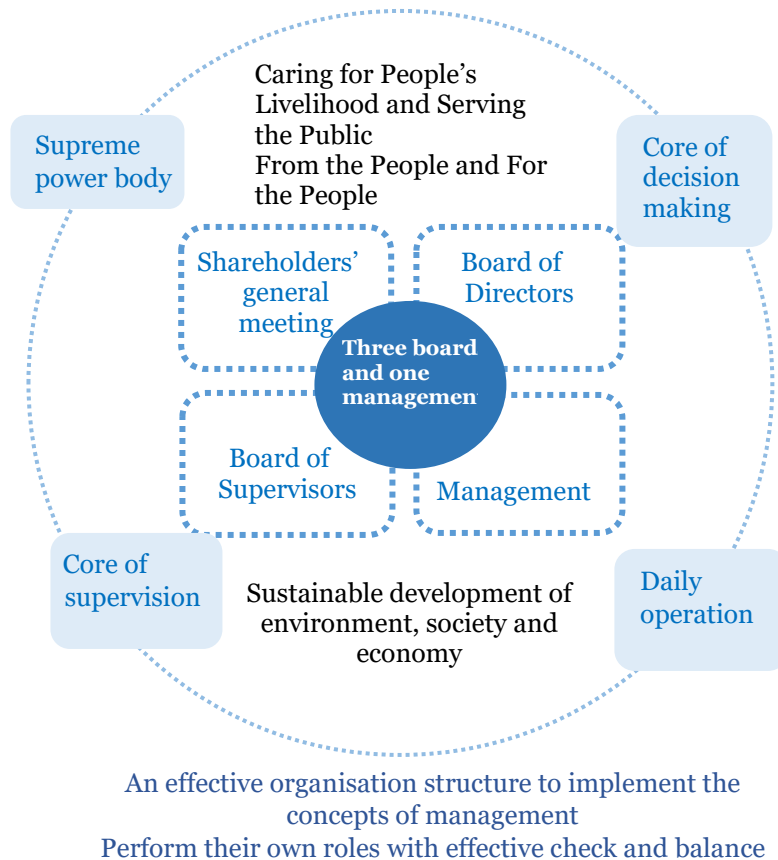 Caring for People’s
Livelihood and Serving
the Public
From the People and For
the People
Supreme
power body
Core of
decision
making
Shareholders’
general
meeting
Board of
Directors
Three board
and one
managemen
Board of
Supervisors
Management
Core of
supervision
Sustainable development of
environment, society and
economy
Daily
operation
An effective organisation structure to implement the
concepts of management
Perform their own roles with effective check and balance